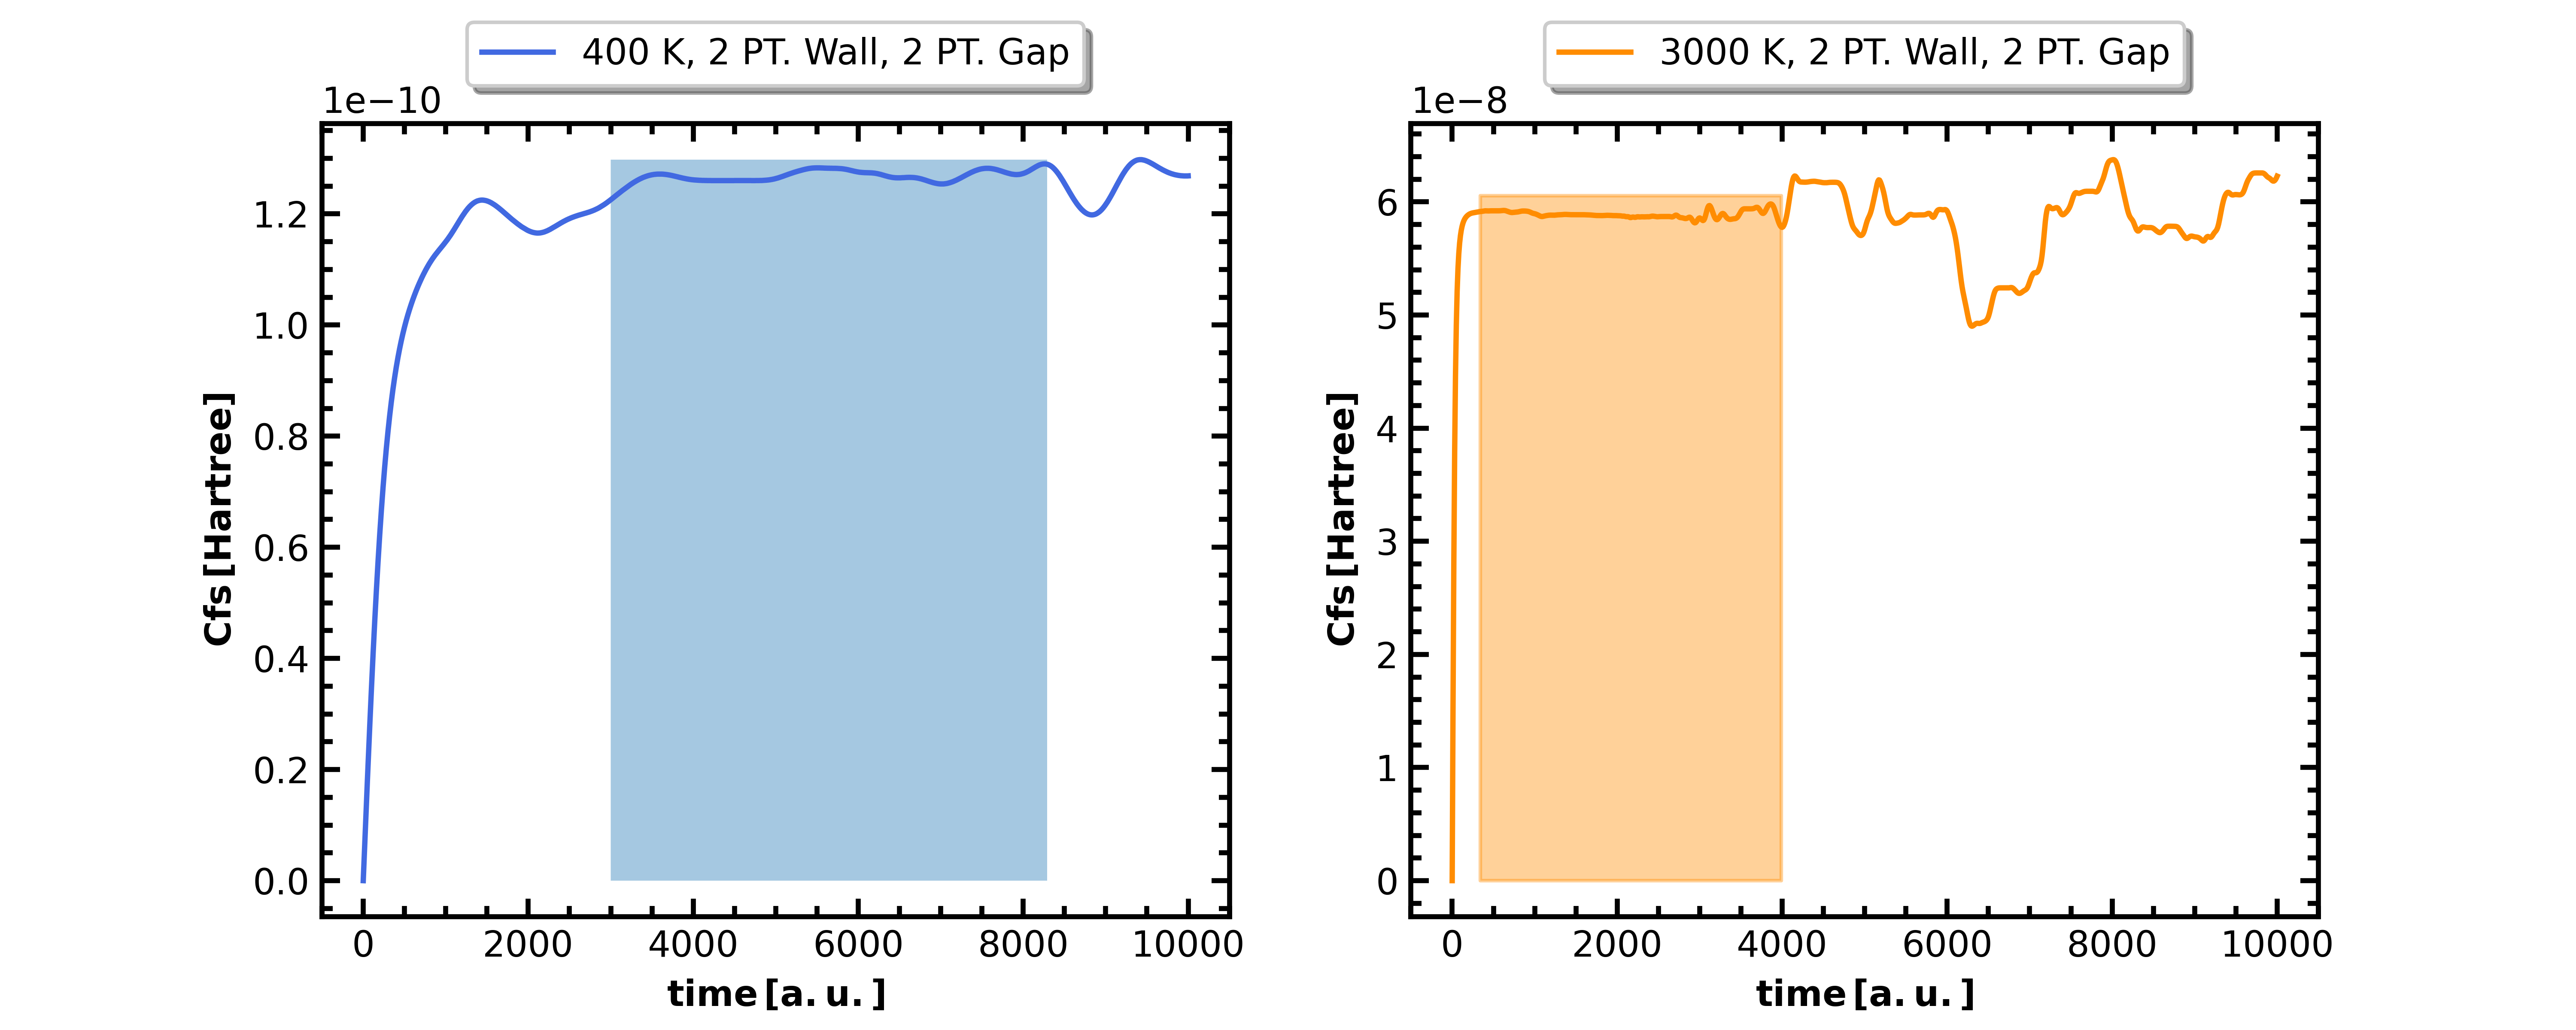 400 K, 2 PT. Wall, 2 PT. Gap
1e−10
1.2
1.0
0.8
0.6
0.4
0.2
0.0
Cfs [Hartree]
0 2000 4000 6000 8000 10000
time [a. u. ]
3000 K, 2 PT. Wall, 2 PT. Gap
1e−8
6
5
4
3
2
1
0
Cfs [Hartree]
0 2000 4000 6000 8000 10000
time [a. u. ]